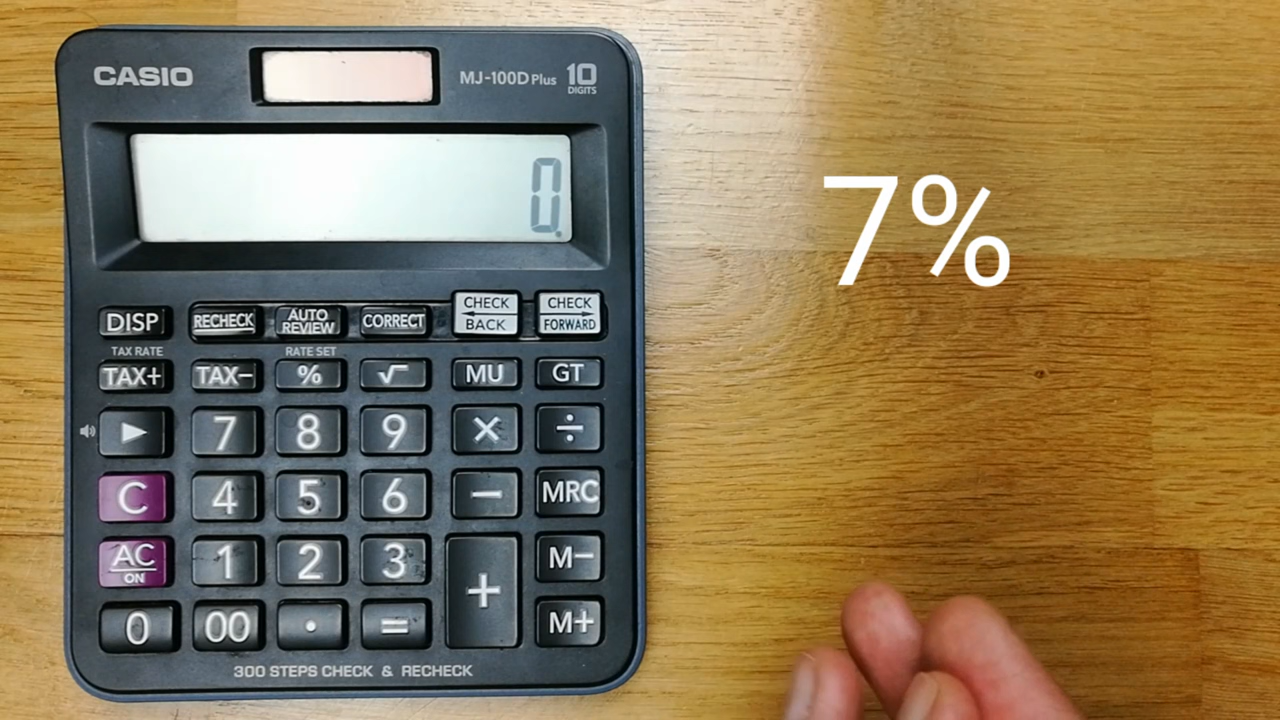 CASIO
MJ-100D Plus 10 DIGITS
0.
7%
DISP RECHECK AUTO REVIEW CORRECT CHECK BACK CHECK FORWARD
TAX RATE RATE SET
TAX+ TAX− % √ MU GT
▶ 7 8 9 × ÷
C 4 5 6 − MRC
AC ON 1 2 3 + M−
0 00 • = M+
300 STEPS CHECK & RECHECK